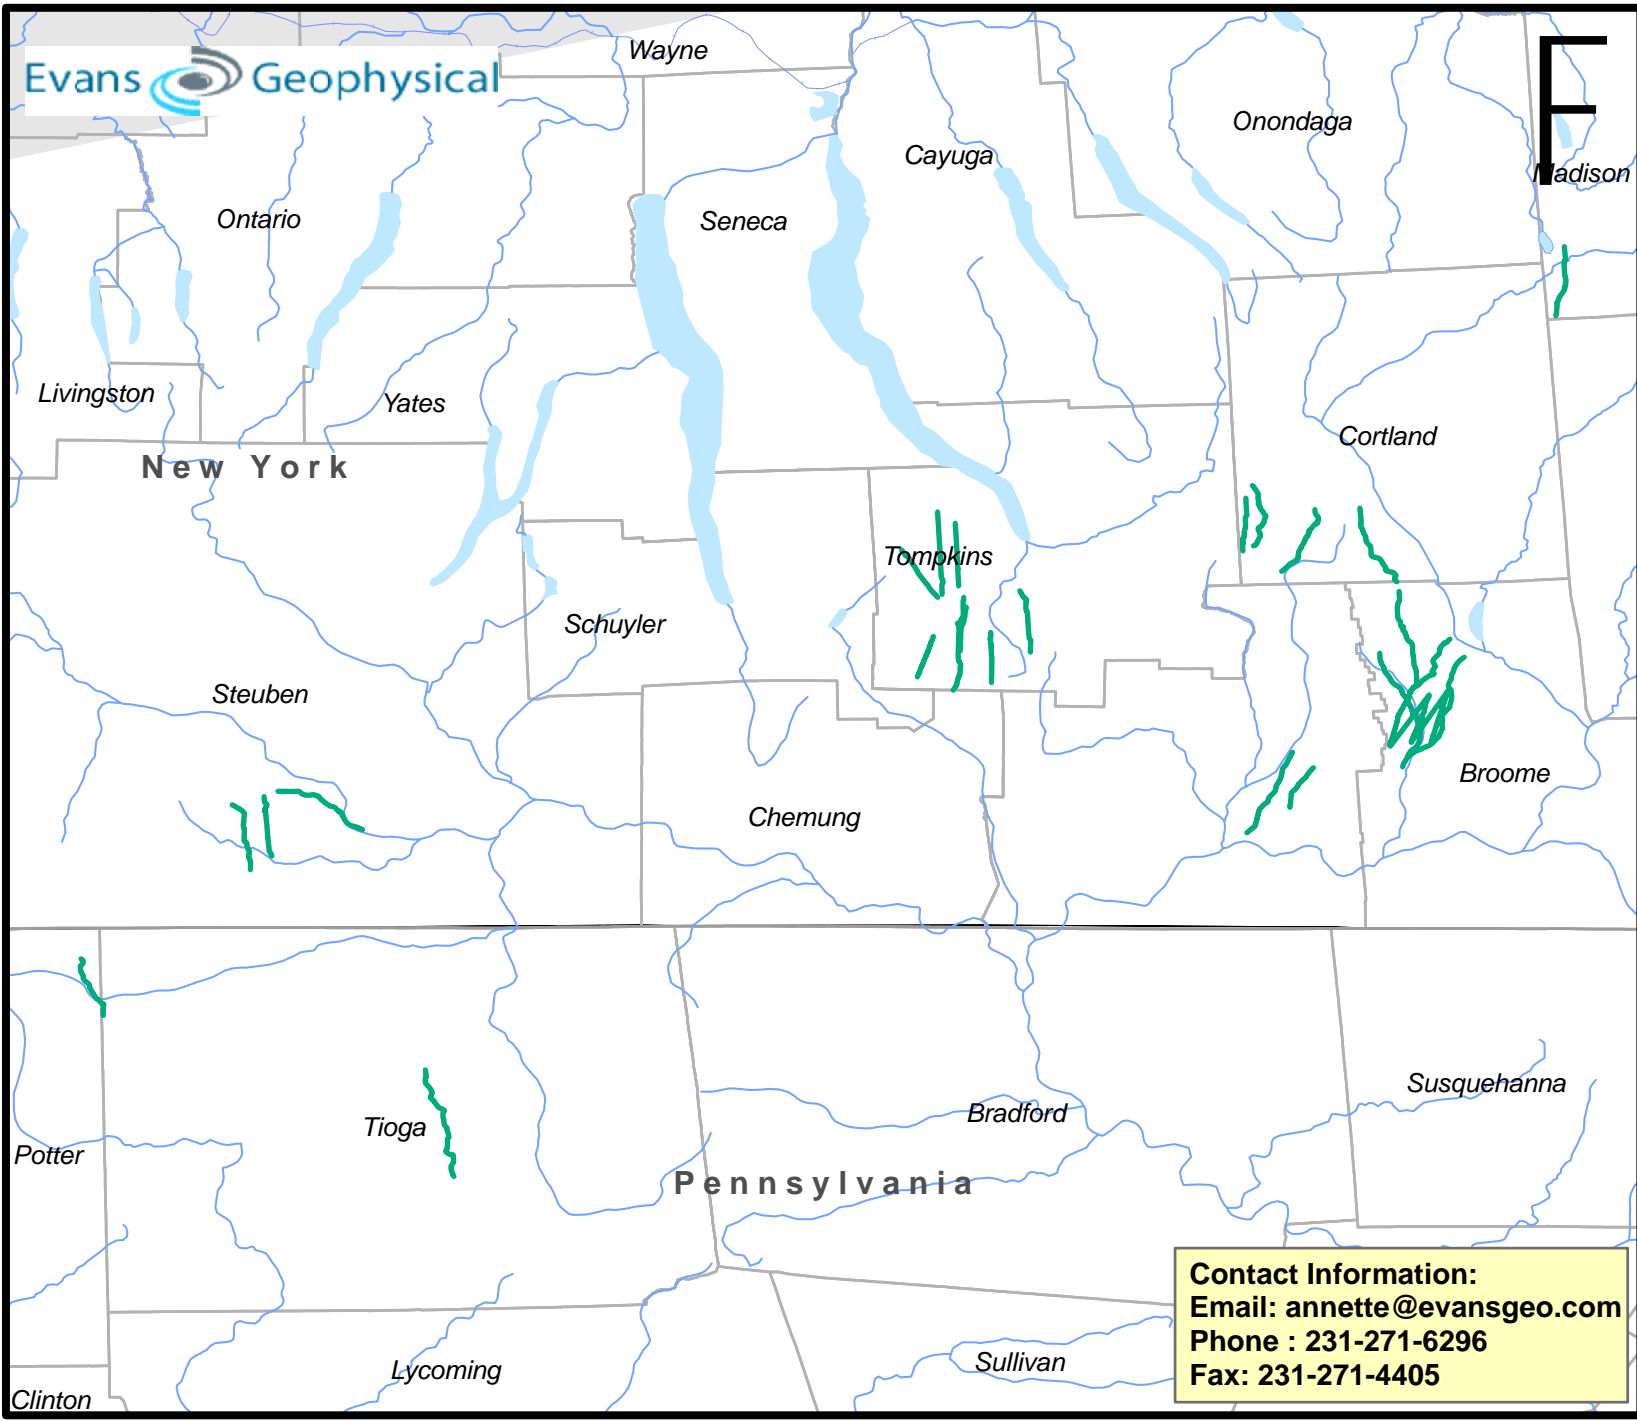 Wayne
Evans Geophysical
F
Onondaga
Cayuga
Madison
Ontario
Seneca
Livingston
Yates
Cortland
New York
Tompkins
Schuyler
Steuben
Broome
Chemung
Susquehanna
Bradford
Tioga
Potter
Pennsylvania
Contact Information:
Email: annette@evansgeo.com
Phone : 231-271-6296
Fax: 231-271-4405
Sullivan
Lycoming
Clinton